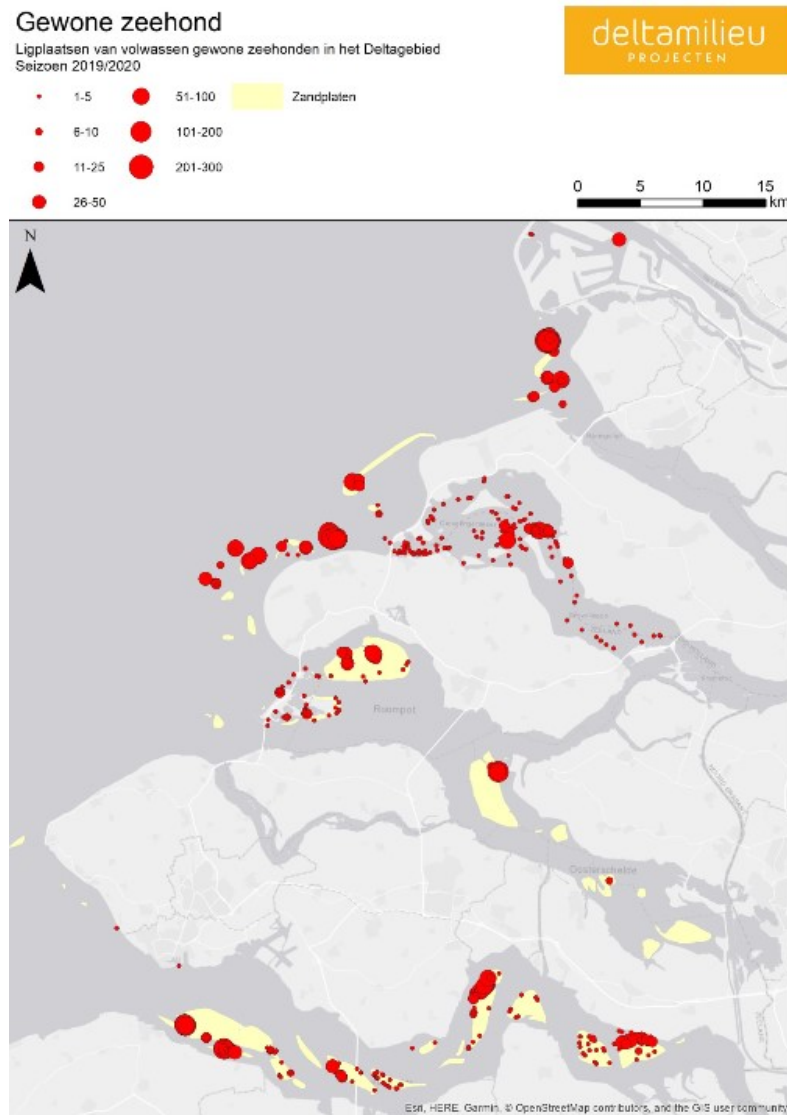 Gewone zeehond
Ligplaatsen van volwassen gewone zeehonden in het Deltagebied
Seizoen 2019/2020
deltamilieu
PROJECTEN
1-5
51-100
Zandplaten
6-10
101-200
11-25
201-300
26-50
0 5 10 15
km
N
Roompot
Oosterschelde
Esri, HERE, Garmin, © OpenStreetMap contributors, and the GIS user community